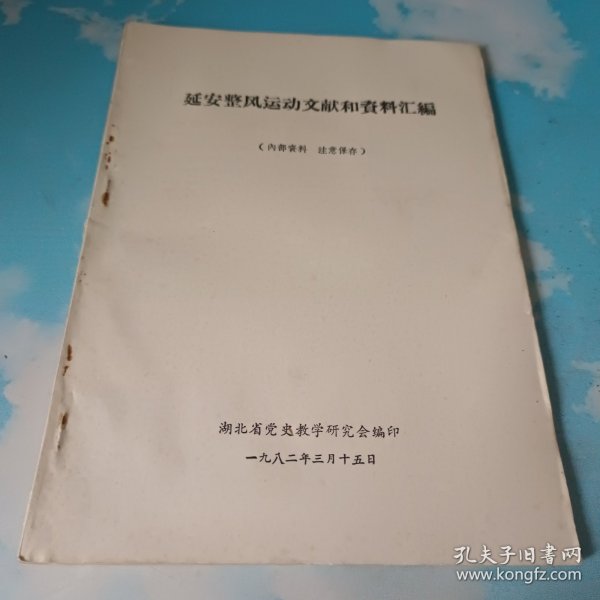 延安整风运动文献和資料汇編
（內部資料　注意保存）
湖北省党史教学研究会编印
一九八二年三月十五日
孔夫子旧書网
www.kongfz.com